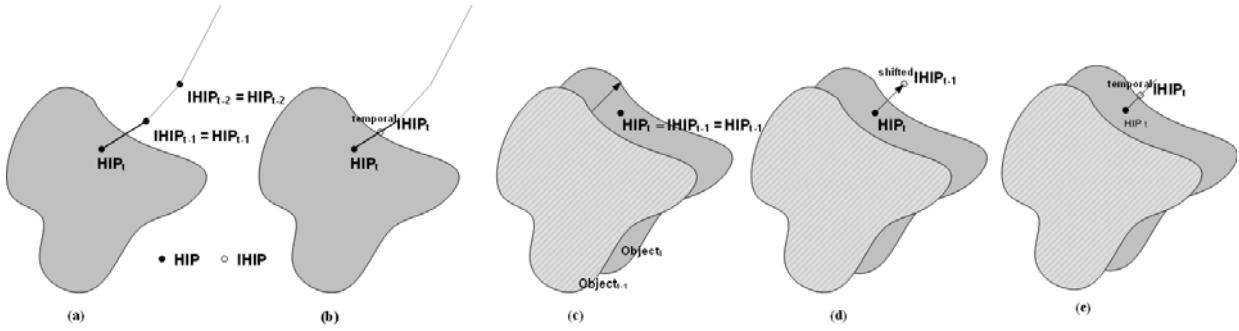 IHIPt-2 = HIPt-2
IHIPt-1 = HIPt-1
HIPt
HIP
IHIP
(a)
temporal IHIPt
HIPt
(b)
HIPt = IHIPt-1 = HIPt-1
Objectt
Objectt-1
(c)
shifted IHIPt-1
HIPt
(d)
temporal IHIPt
HIP t
(e)